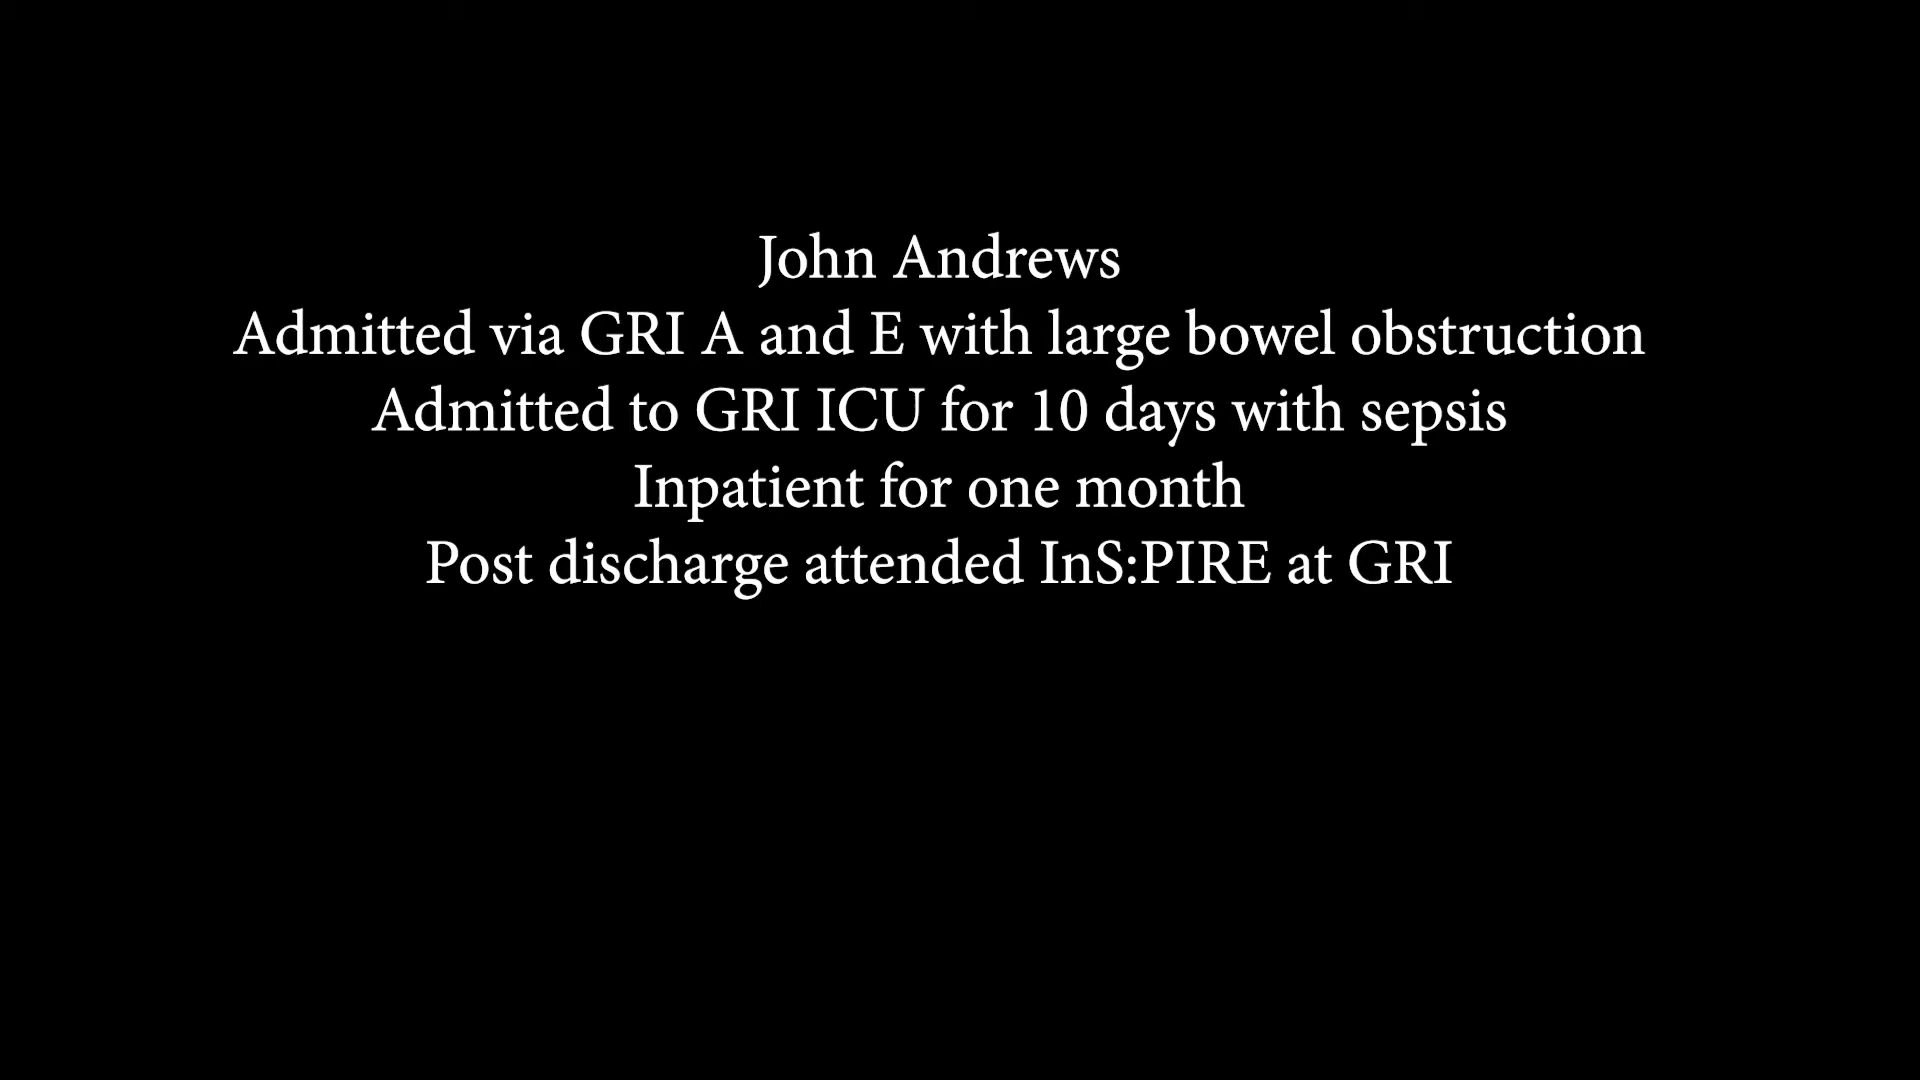 John Andrews
Admitted via GRI A and E with large bowel obstruction
Admitted to GRI ICU for 10 days with sepsis
Inpatient for one month
Post discharge attended InS:PIRE at GRI